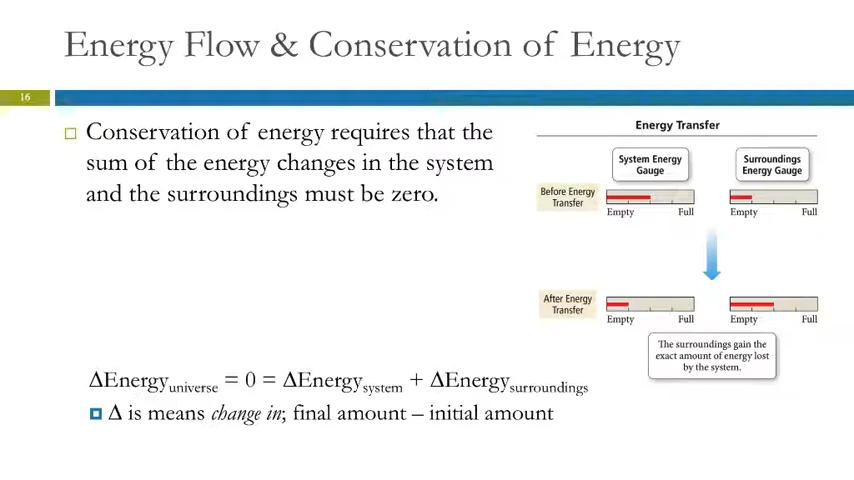 Energy Flow & Conservation of Energy
16
Conservation of energy requires that the
sum of the energy changes in the system
and the surroundings must be zero.
Energy Transfer
System Energy
Gauge
Surroundings
Energy Gauge
Before Energy
Transfer
Empty Full Empty Full
After Energy
Transfer
Empty Full Empty Full
The surroundings gain the
exact amount of energy lost
by the system.
ΔEnergyuniverse = 0 = ΔEnergysystem + ΔEnergysurroundings
Δ is means change in; final amount – initial amount